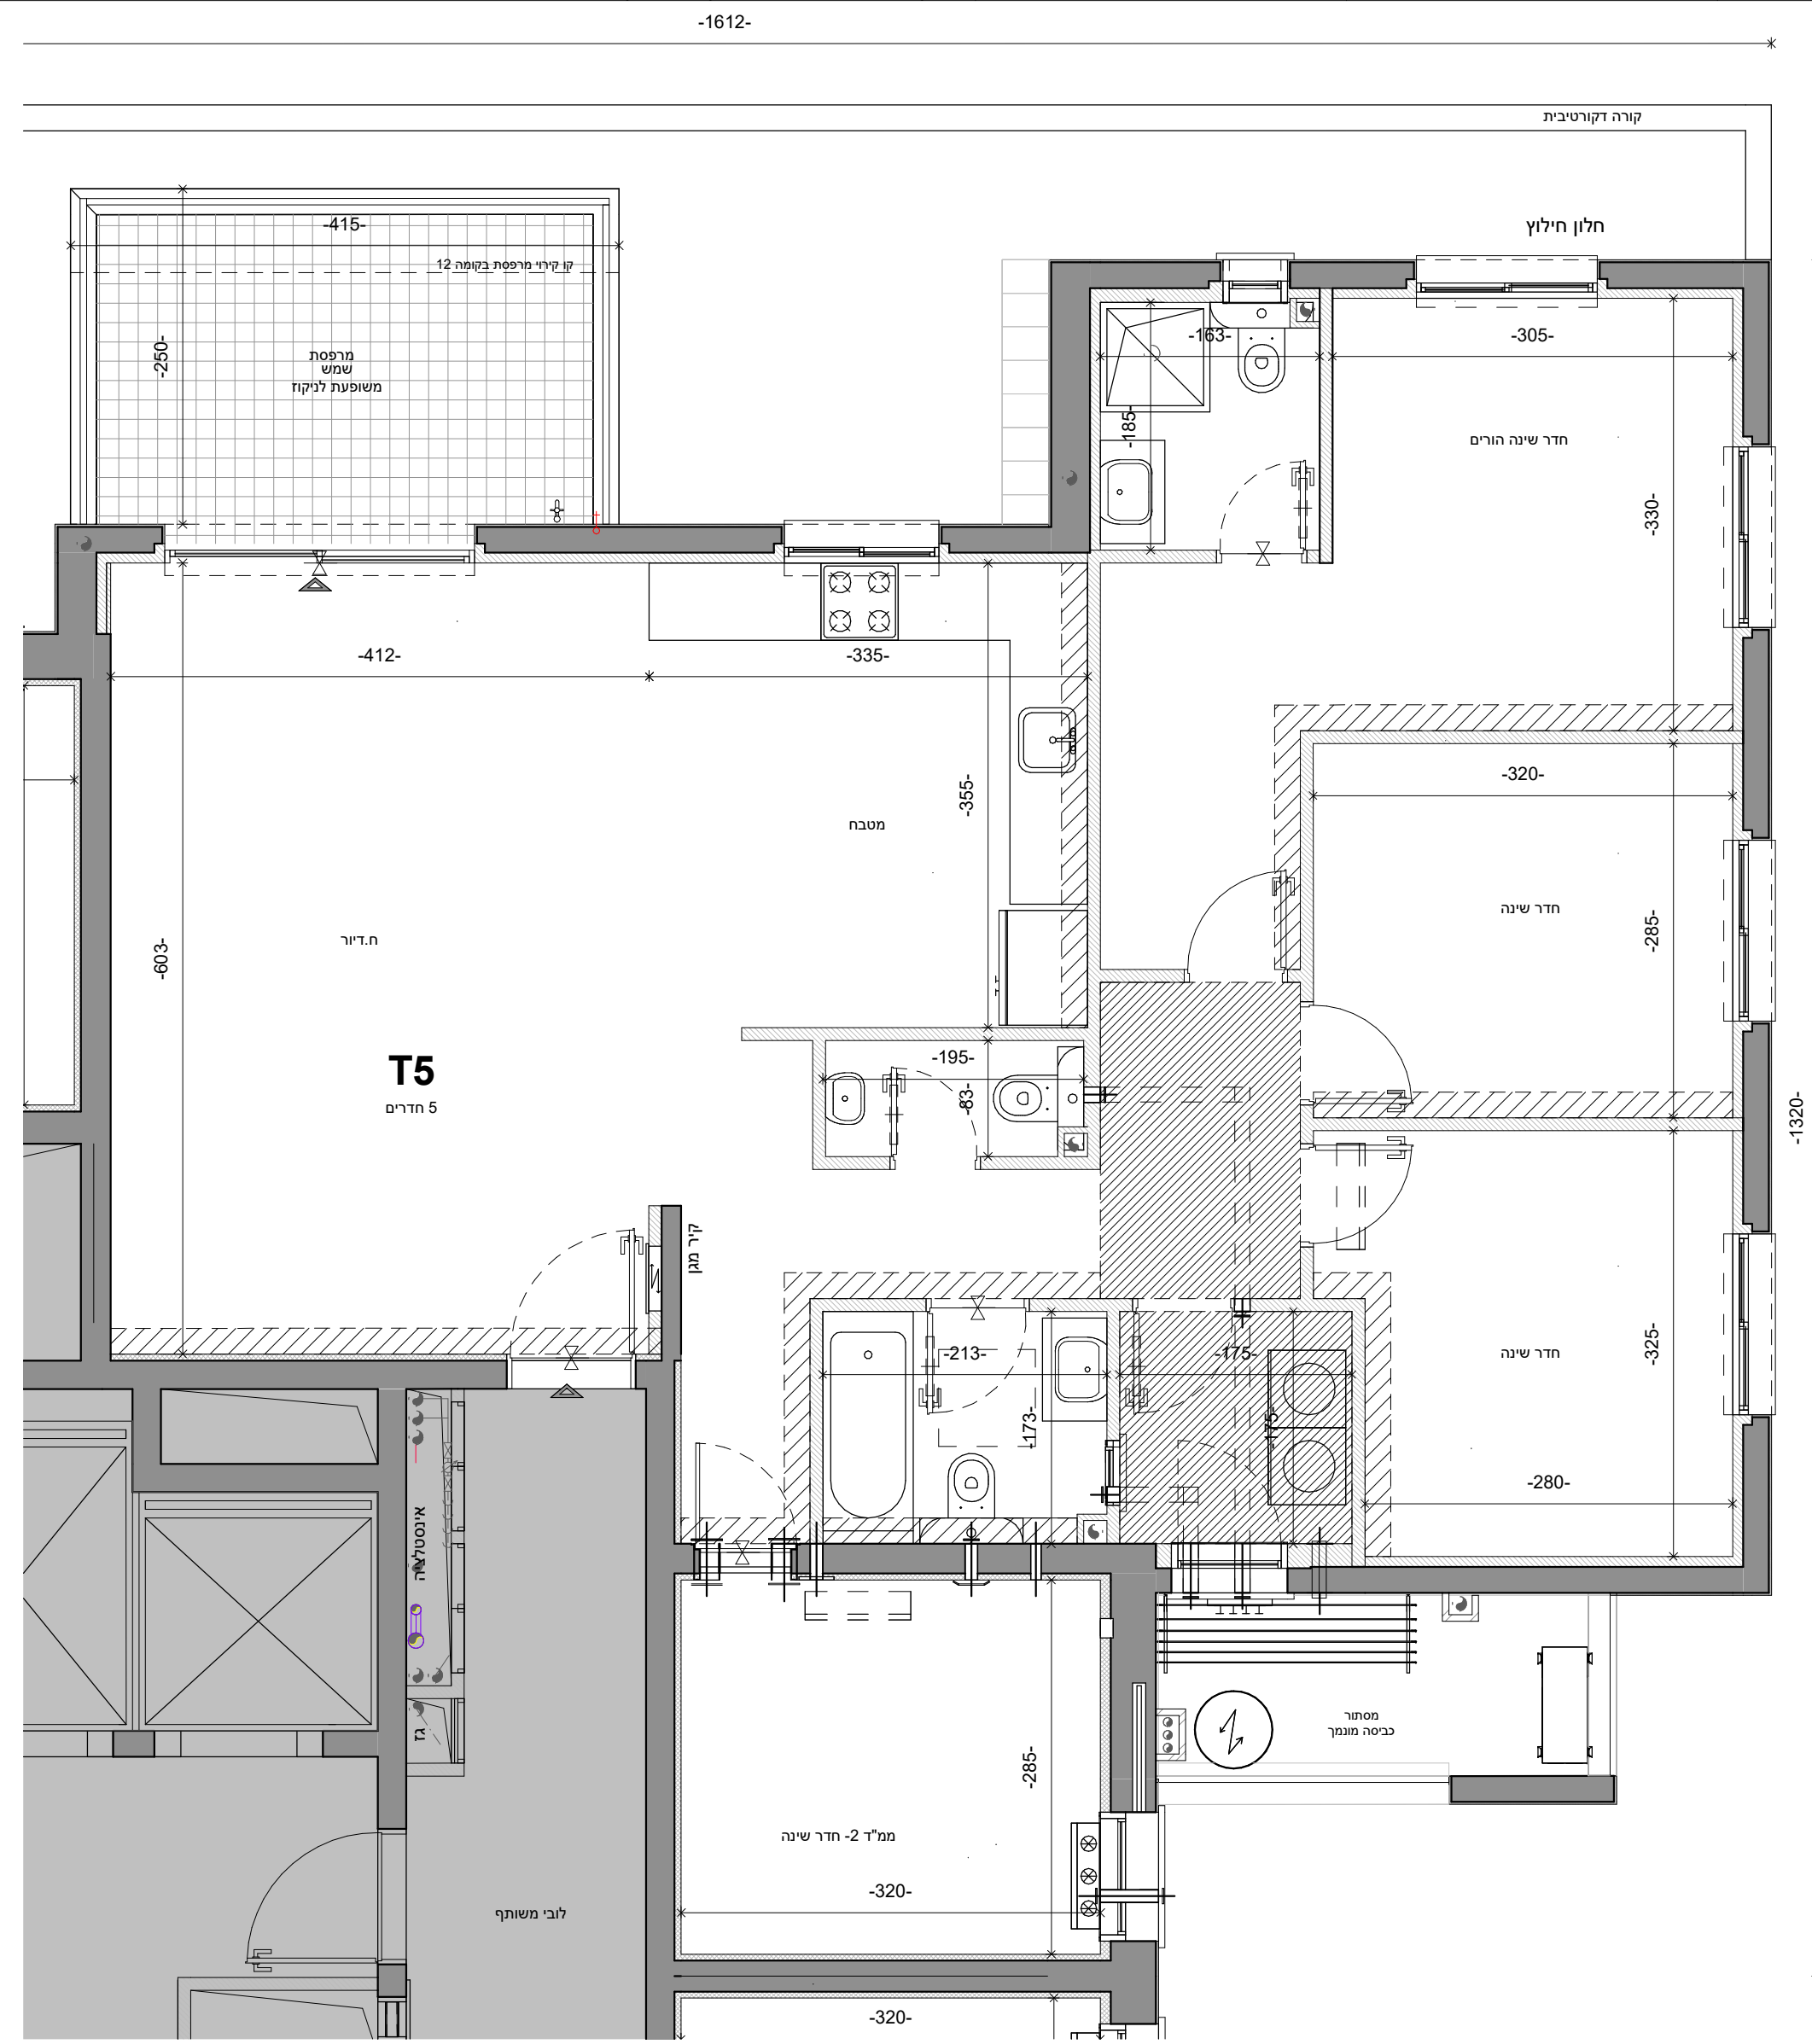 -1612-
קורה דקורטיבית
חלון חילוץ
-415-
קו קירוי מרפסת בקומה 12
-250-
מרפסת
שמש
משופעת לניקוז
-163-
-305-
-185-
חדר שינה הורים
-330-
-412-
-335-
-320-
-355-
מטבח
חדר שינה
-285-
ח.דיור
-603-
T5
5 חדרים
-195-
-83-
-1320-
קיר מגן
-213-
-175-
חדר שינה
-325-
-173-
-175-
-280-
אינסטלציה
גז
מסתור
כביסה מונמך
-285-
ממ"ד 2- חדר שינה
-320-
לובי משותף
-320-